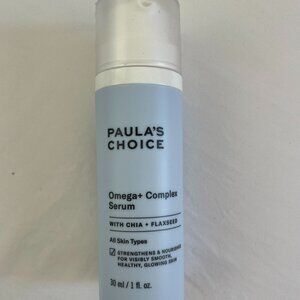 PAULA'S
CHOICE
Omega+ Complex
Serum
WITH CHIA + FLAXSEED
All Skin Types
STRENGTHENS & NOURISHES
FOR VISIBLY SMOOTH,
HEALTHY, GLOWING SKIN
30 ml / 1 fl. oz.